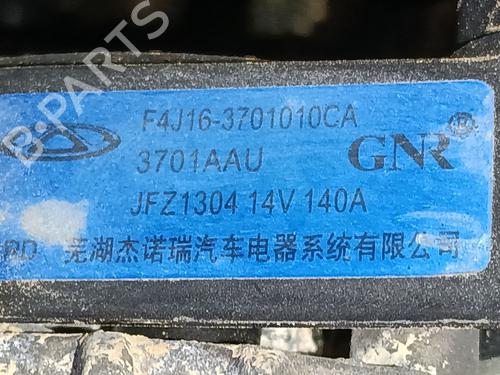 B-PARTS
F4J16-3701010CA
3701AAU
GNR ®
JFZ1304 14V 140A
PD 芜湖杰诺瑞汽车电器系统有限公司